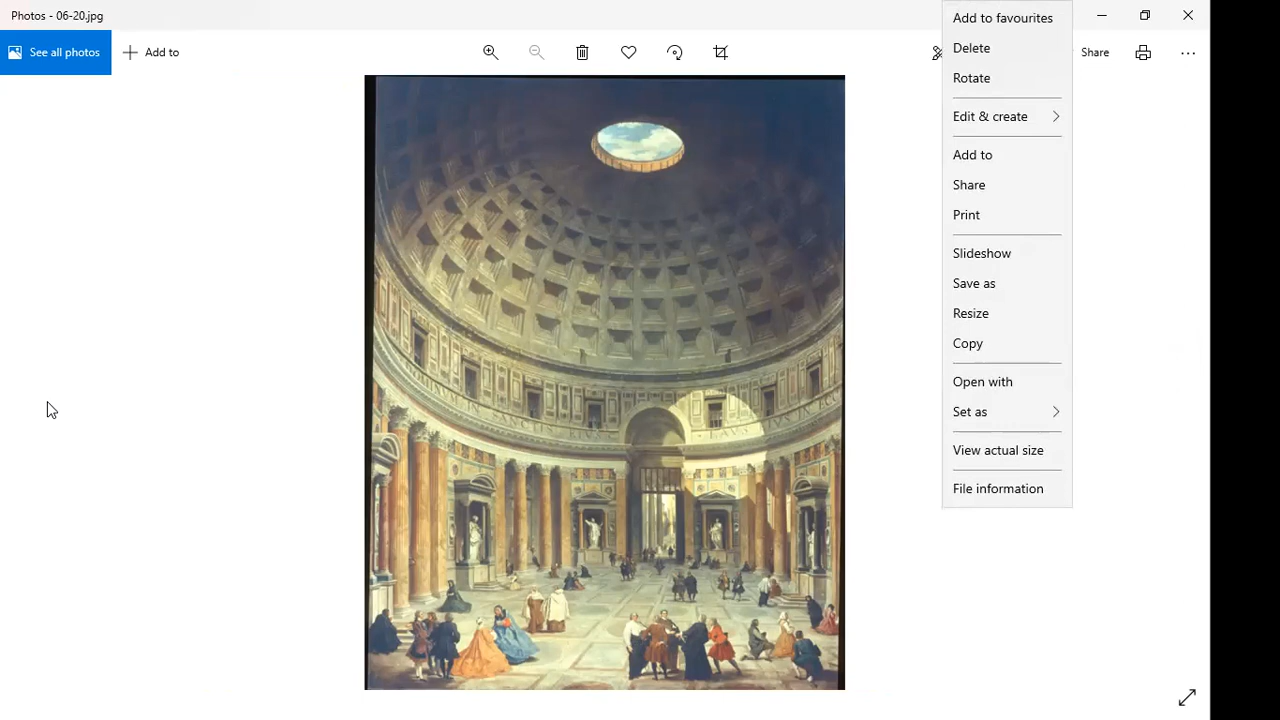 Photos - 06-20.jpg
See all photos
Add to
Share
Add to favourites
Delete
Rotate
Edit & create
Add to
Share
Print
Slideshow
Save as
Resize
Copy
Open with
Set as
View actual size
File information